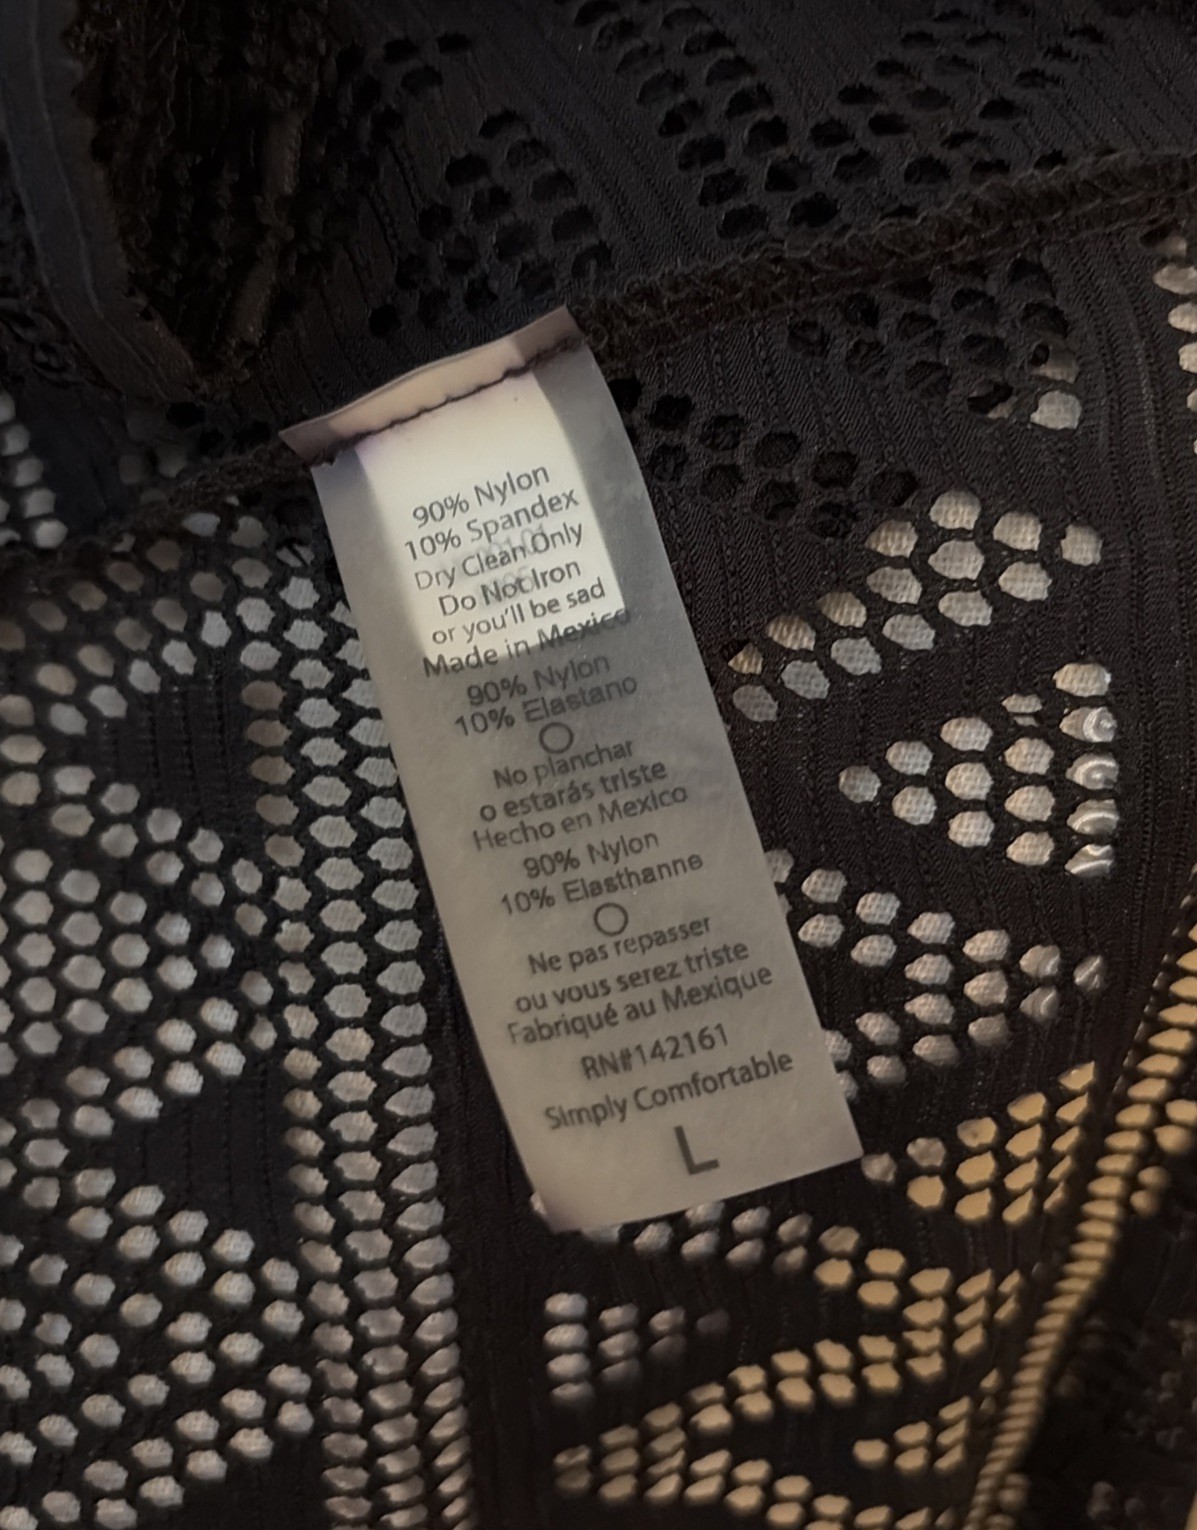 90% Nylon
10% Spandex
Dry Clean Only
Do Not Iron
or you'll be sad
Made in Mexico
90% Nylon
10% Elastano
No planchar
o estarás triste
Hecho en Mexico
90% Nylon
10% Elasthanne
Ne pas repasser
ou vous serez triste
Fabriqué au Mexique
RN#142161
Simply Comfortable
L